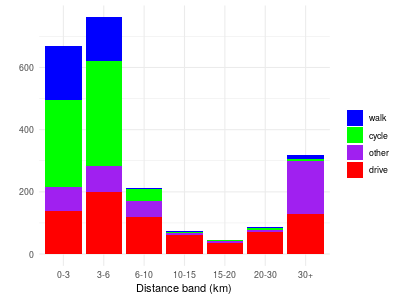 600
400
200
0
0-3 3-6 6-10 10-15 15-20 20-30 30+
Distance band (km)
walk
cycle
other
drive